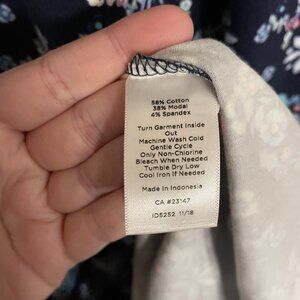 58% Cotton
38% Modal
4% Spandex
Turn Garment Inside
Out
Machine Wash Cold
Gentle Cycle
Only Non-Chlorine
Bleach When Needed
Tumble Dry Low
Cool Iron If Needed
Made in Indonesia
CA #23147
ID5252 11/18